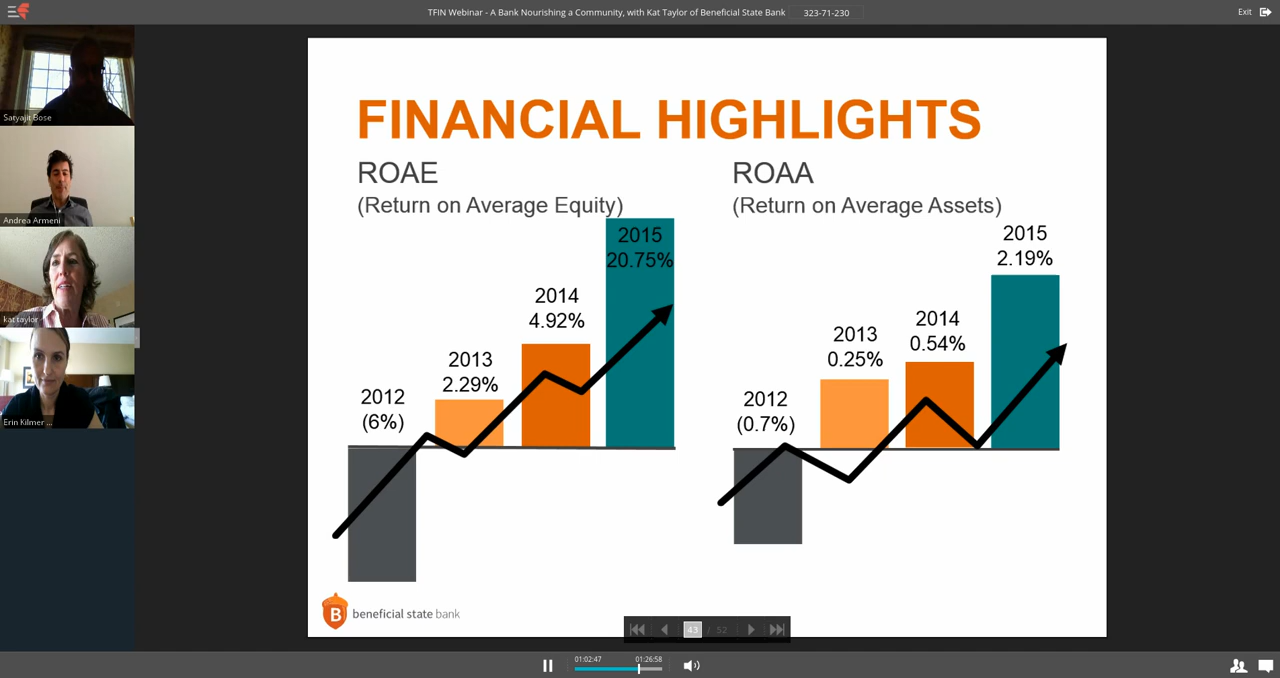 TFIN Webinar - A Bank Nourishing a Community, with Kat Taylor of Beneficial State Bank
323-71-230
Exit
Satyajit Bose
Andrea Armeni
kat taylor
Erin Kilmer ...
FINANCIAL HIGHLIGHTS
ROAE
(Return on Average Equity)
2012
(6%)
2013
2.29%
2014
4.92%
2015
20.75%
ROAA
(Return on Average Assets)
2012
(0.7%)
2013
0.25%
2014
0.54%
2015
2.19%
B
beneficial state bank
43 / 52
01:02:47
01:26:58